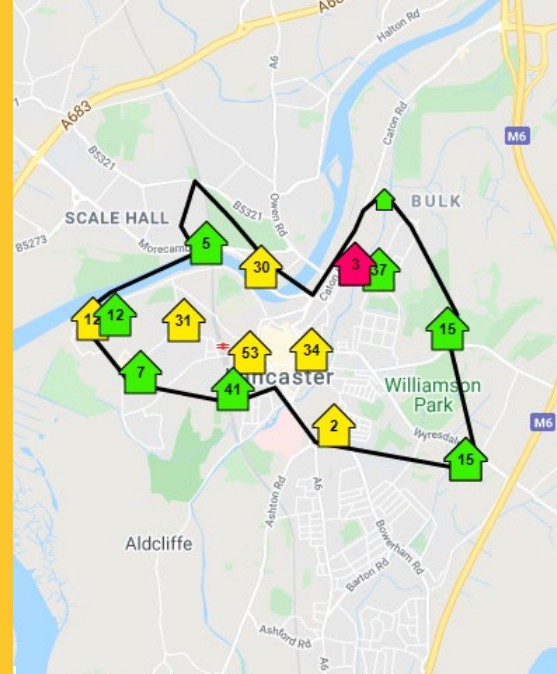 A68
Halton Rd
A6
A683
Caton Rd
M6
B5321
SCALE HALL
B5321
Owen Rd
BULK
B5273
Morecam
5
30
3
37
Caton
12
12
31
15
53
34
ncaster
7
41
Williamson
Park
2
M6
Wyresdal
15
Ashton Rd
A6
Aldcliffe
Bowerham Rd
Barton Rd
Ashford Rd
A6